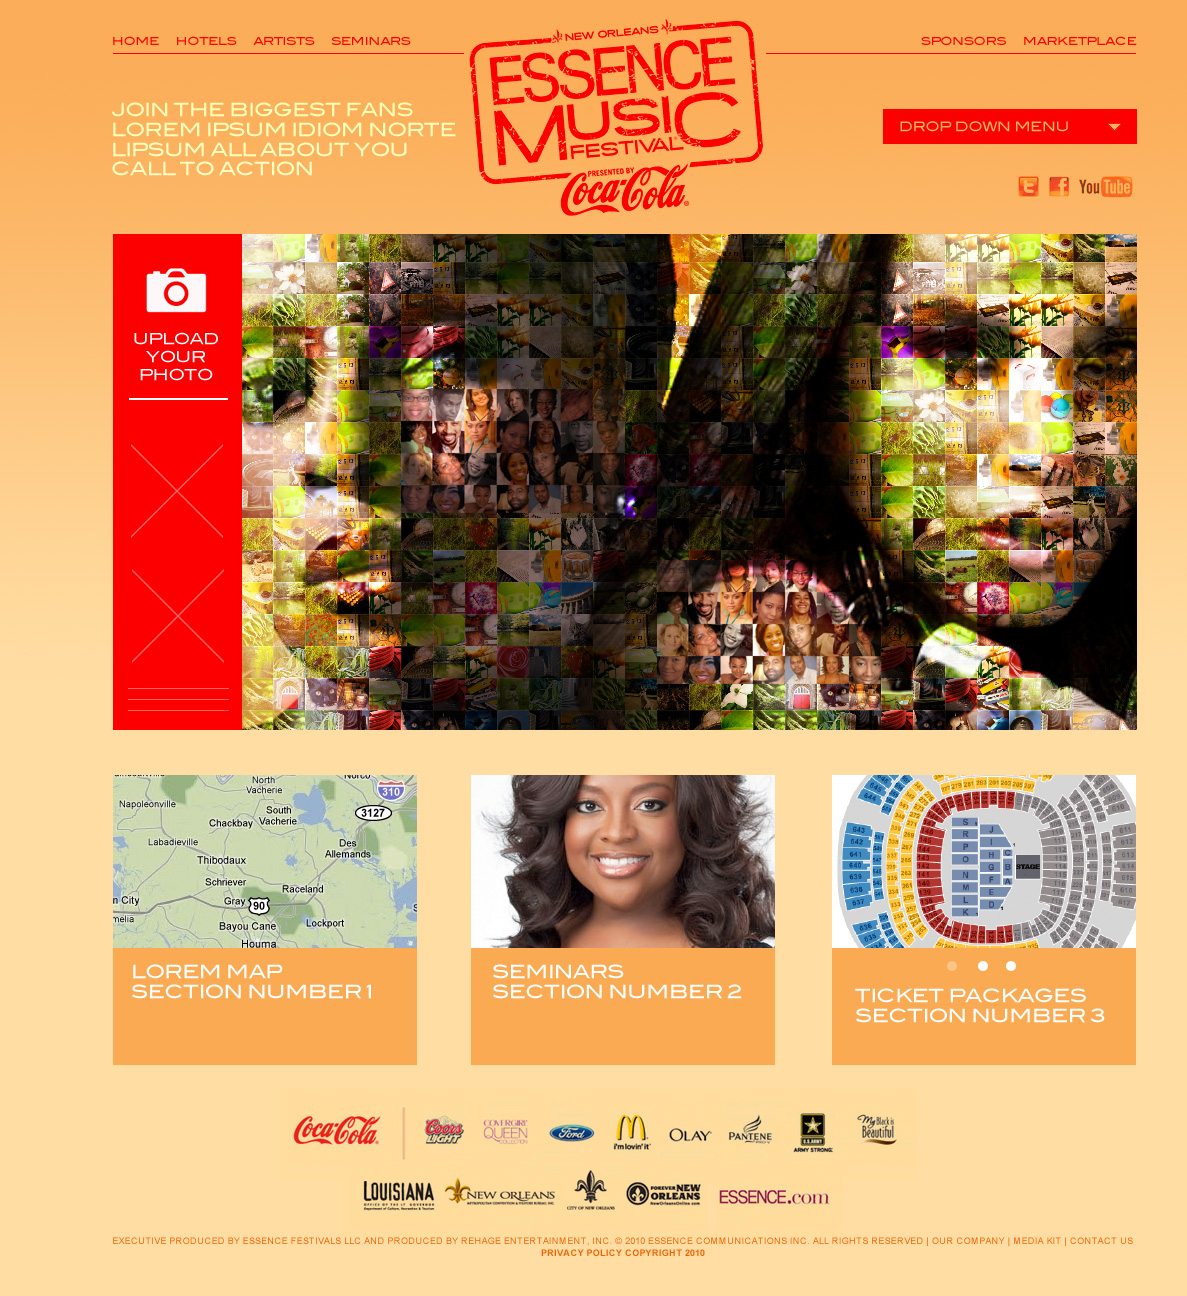 HOME HOTELS ARTISTS SEMINARS
SPONSORS MARKETPLACE
NEW ORLEANS
ESSENCE
MUSIC
FESTIVAL
PRESENTED BY
Coca-Cola
JOIN THE BIGGEST FANS
LOREM IPSUM IDIOM NORTE
LIPSUM ALL ABOUT YOU
CALL TO ACTION
DROP DOWN MENU
YouTube
UPLOAD
YOUR
PHOTO
Norco
North
Vacherie
310
Napoleonville
South
Vacherie
3127
Chackbay
Labadieville
Des
Allemands
Thibodaux
Schriever
Raceland
Gray
90
Lockport
Bayou Cane
Houma
STAGE
LOREM MAP
SECTION NUMBER 1
SEMINARS
SECTION NUMBER 2
TICKET PACKAGES
SECTION NUMBER 3
Coca-Cola
Coors
LIGHT
COVERGIRL
QUEEN
COLLECTION
Ford
i'm lovin' it
OLAY
PANTENE
U.S.ARMY
ARMY STRONG
My Black is
Beautiful
LOUISIANA
NEW ORLEANS
CITY OF NEW ORLEANS
FOREVER NEW
ORLEANS
NewOrleansOnline.com
ESSENCE.com
EXECUTIVE PRODUCED BY ESSENCE FESTIVALS LLC AND PRODUCED BY REHAGE ENTERTAINMENT, INC. © 2010 ESSENCE COMMUNICATIONS INC. ALL RIGHTS RESERVED | OUR COMPANY | MEDIA KIT | CONTACT US
PRIVACY POLICY COPYRIGHT 2010